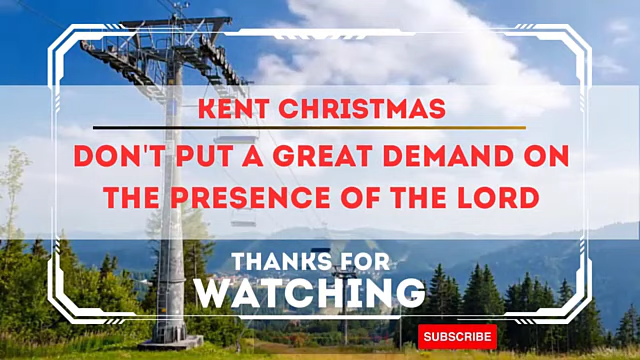 KENT CHRISTMAS
DON'T PUT A GREAT DEMAND ON
THE PRESENCE OF THE LORD
THANKS FOR
WATCHING
SUBSCRIBE